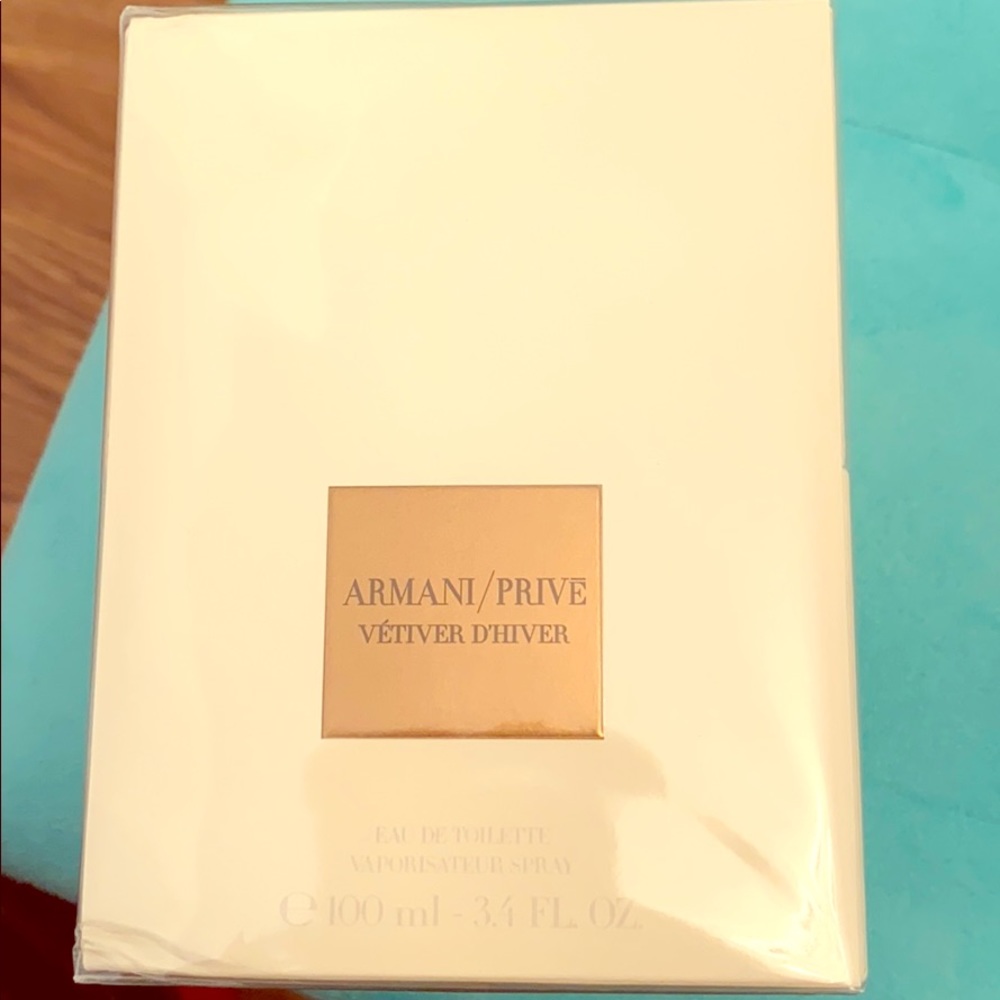 ARMANI/PRIVĒ
VÉTIVER D'HIVER
EAU DE TOILETTE
VAPORISATEUR SPRAY
℮ 100 ml - 3.4 FL. OZ.